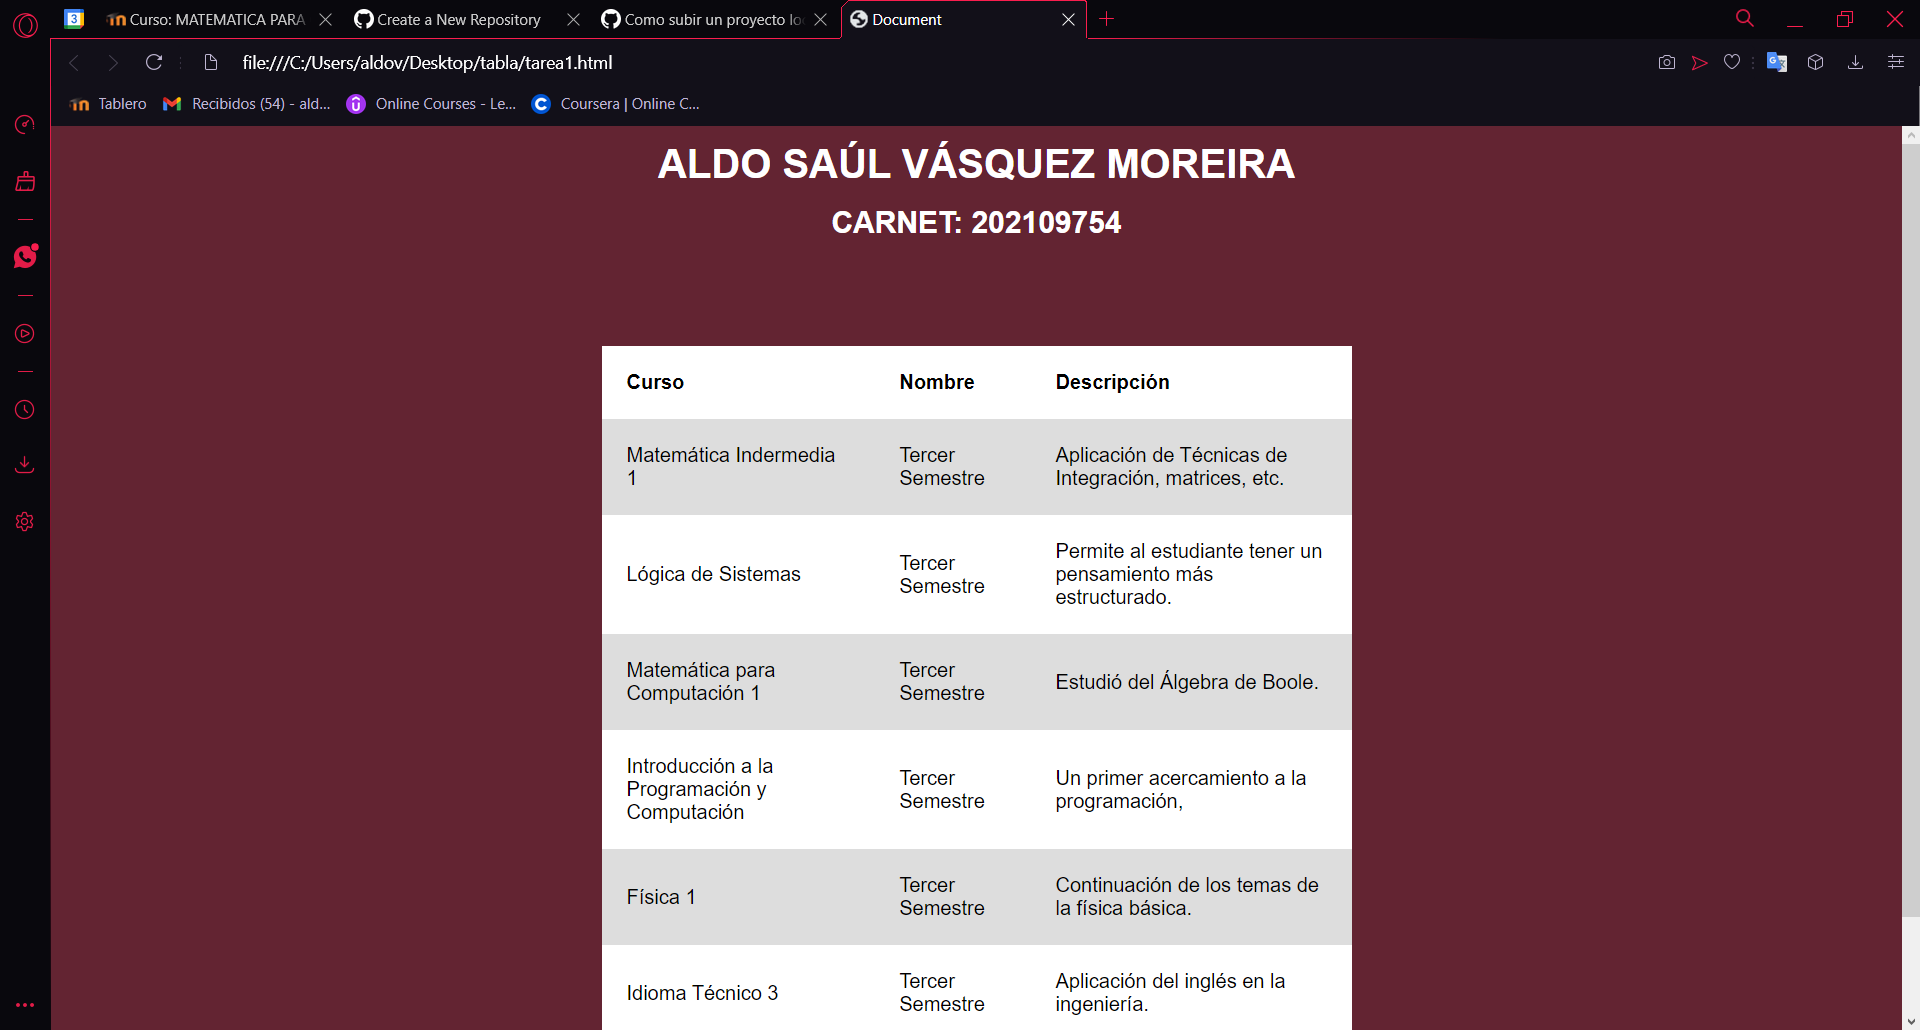 3
Curso: MATEMATICA PARA
Create a New Repository
Como subir un proyecto lo
Document
file:///C:/Users/aldov/Desktop/tabla/tarea1.html
Tablero
Recibidos (54) - ald...
Online Courses - Le...
Coursera | Online C...
ALDO SAÚL VÁSQUEZ MOREIRA
CARNET: 202109754
Curso
Nombre
Descripción
Matemática Indermedia
1
Tercer
Semestre
Aplicación de Técnicas de
Integración, matrices, etc.
Lógica de Sistemas
Tercer
Semestre
Permite al estudiante tener un
pensamiento más
estructurado.
Matemática para
Computación 1
Tercer
Semestre
Estudió del Álgebra de Boole.
Introducción a la
Programación y
Computación
Tercer
Semestre
Un primer acercamiento a la
programación,
Física 1
Tercer
Semestre
Continuación de los temas de
la física básica.
Idioma Técnico 3
Tercer
Semestre
Aplicación del inglés en la
ingeniería.